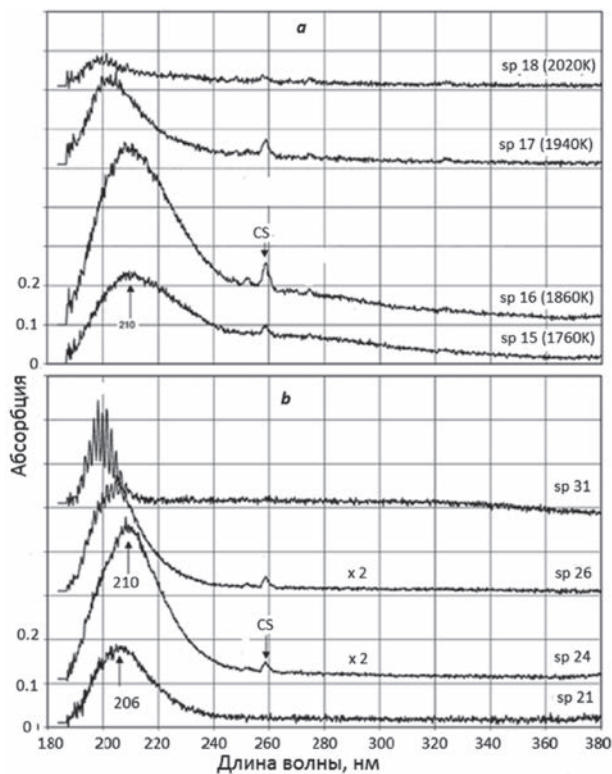 a
sp 18 (2020K)
sp 17 (1940K)
CS
0.2
sp 16 (1860K)
0.1
210
sp 15 (1760K)
0
Абсорбция
b
sp 31
x 2
sp 26
210
CS
0.2
x 2
sp 24
0.1
206
sp 21
0
180 200 220 240 260 280 300 320 340 360 380
Длина волны, нм